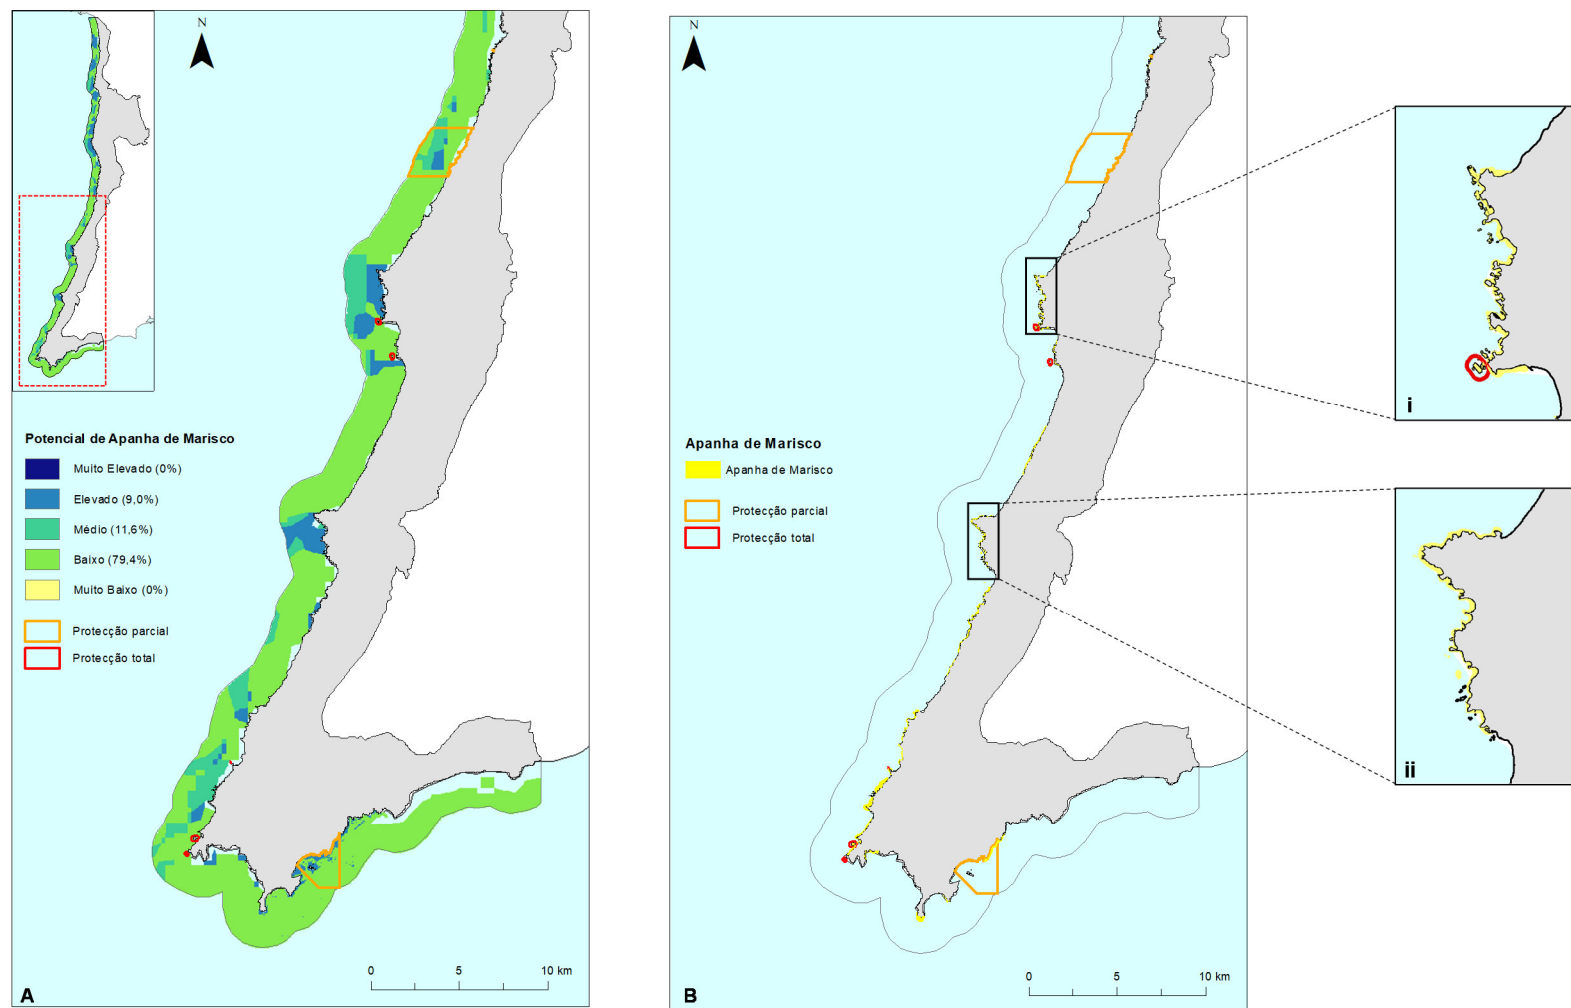 N
Potencial de Apanha de Marisco
Muito Elevado (0%)
Elevado (9,0%)
Médio (11,6%)
Baixo (79,4%)
Muito Baixo (0%)
Protecção parcial
Protecção total
0 5 10 km
A
N
Apanha de Marisco
Apanha de Marisco
Protecção parcial
Protecção total
0 5 10 km
B
i
ii